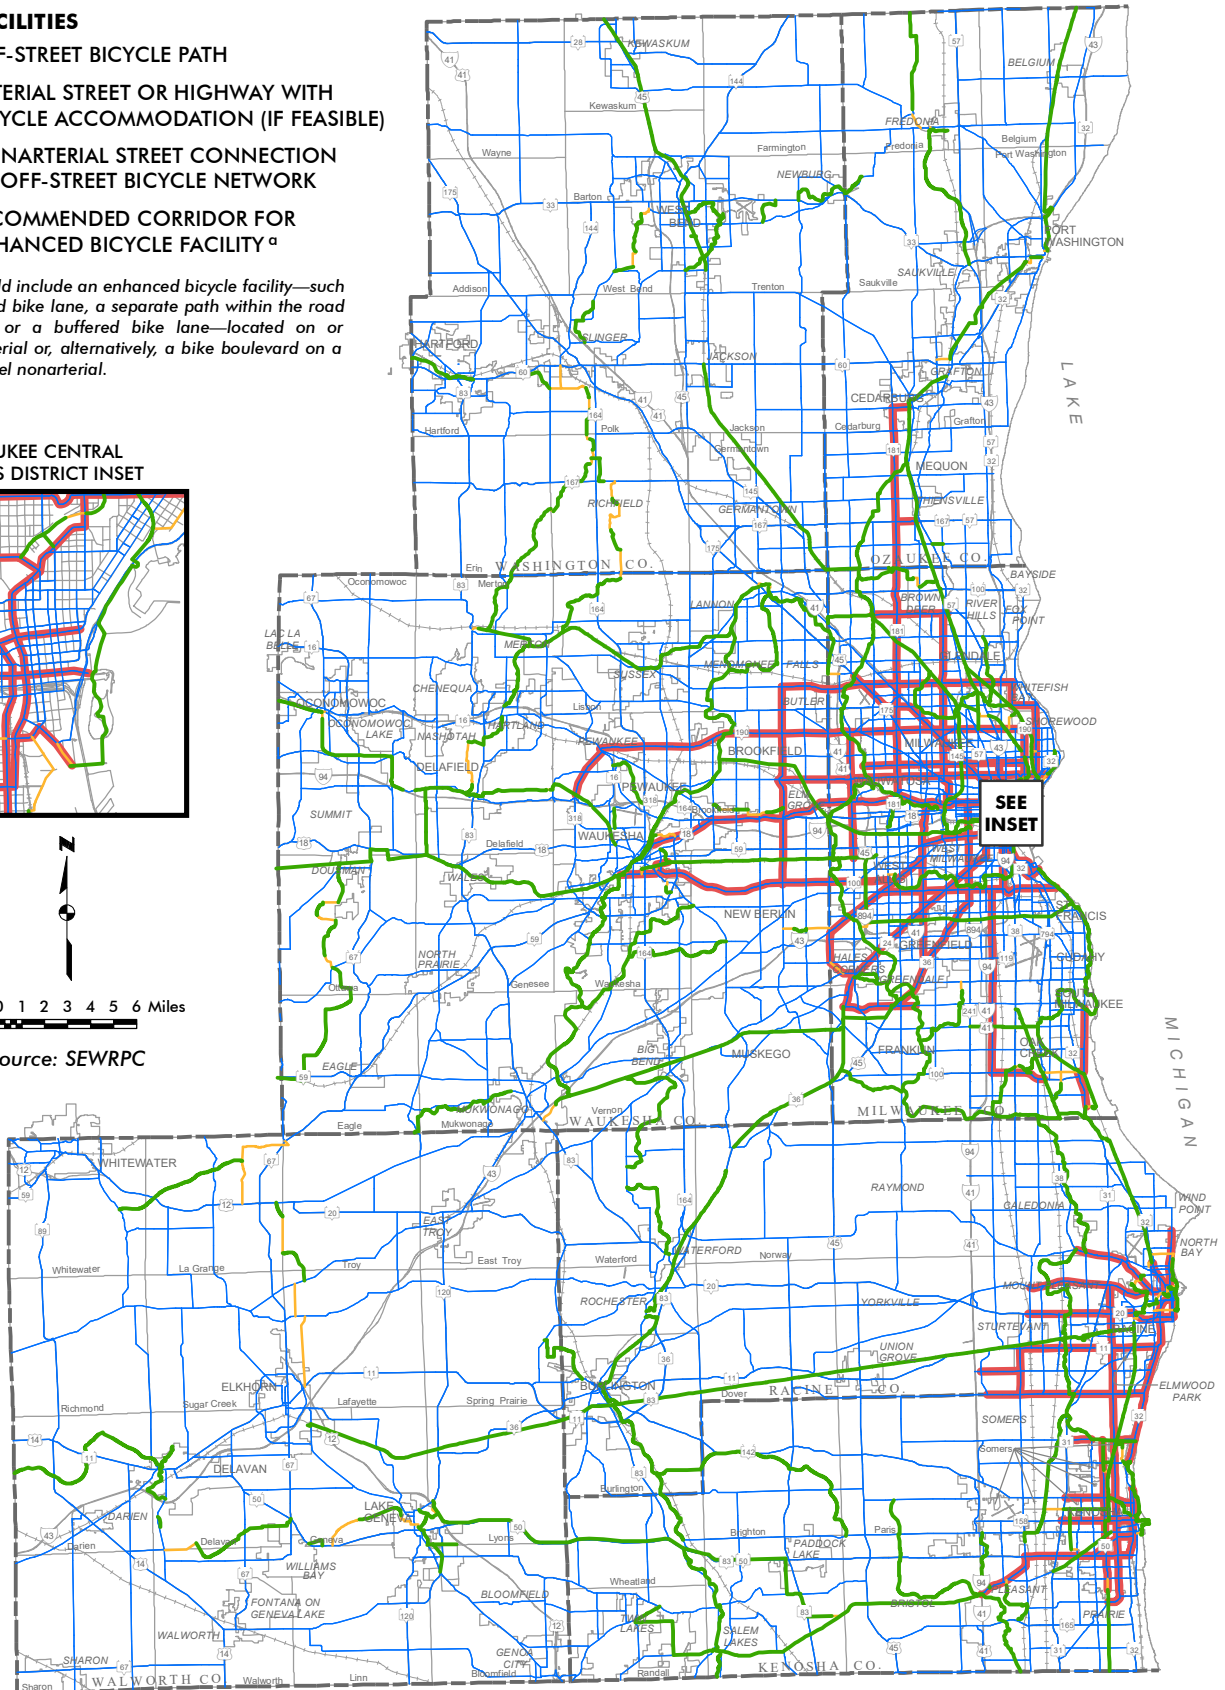 CILITIES
F-STREET BICYCLE PATH
TERIAL STREET OR HIGHWAY WITH
YCLE ACCOMMODATION (IF FEASIBLE)
NARTERIAL STREET CONNECTION
OFF-STREET BICYCLE NETWORK
COMMENDED CORRIDOR FOR
HANCED BICYCLE FACILITY a
ld include an enhanced bicycle facility—such
d bike lane, a separate path within the road
or a buffered bike lane—located on or
erial or, alternatively, a bike boulevard on a
el nonarterial.
UKEE CENTRAL
S DISTRICT INSET
N
0 1 2 3 4 5 6 Miles
ource: SEWRPC
KEWASKUM
Kewaskum
Wayne
BELGIUM
FREDONIA
Belgium
Fredonia
Port Washington
Farmington
NEWBURG
Barton
WEST
BEND
PORT
WASHINGTON
SAUKVILLE
Saukville
Addison
West Bend
Trenton
HARTFORD
SLINGER
JACKSON
GRAFTON
CEDARBURG
Hartford
Polk
Jackson
Cedarburg
Grafton
Germantown
MEQUON
RICHFIELD
GERMANTOWN
THIENSVILLE
LAKE
MICHIGAN
Erin
WASHINGTON CO.
OZAUKEE CO.
Oconomowoc
Merton
BAYSIDE
LANNON
BROWN
DEER
RIVER
HILLS
FOX
POINT
LAC LA
BELLE
MERTON
GLENDALE
MENOMONEE FALLS
SUSSEX
CHENEQUA
WHITEFISH
BAY
OCONOMOWOC
Lisbon
BUTLER
OCONOMOWOC
LAKE
NASHOTAH
HARTLAND
SHOREWOOD
PEWAUKEE
BROOKFIELD
MILWAUKEE
DELAFIELD
PEWAUKEE
ELM
GROVE
Brookfield
SEE
INSET
SUMMIT
WAUKESHA
Delafield
WEST
MILWAUKEE
DOUSMAN
WALES
WEST
ALLIS
NEW BERLIN
ST.
FRANCIS
NORTH
PRAIRIE
GREENFIELD
HALES
CORNERS
CUDAHY
GREENDALE
Ottawa
Genesee
Waukesha
SOUTH
MILWAUKEE
EAGLE
BIG
BEND
MUSKEGO
FRANKLIN
OAK
CREEK
MUKWONAGO
Vernon
Eagle
Mukwonago
WAUKESHA CO.
MILWAUKEE CO.
WHITEWATER
RAYMOND
CALEDONIA
WIND
POINT
EAST
TROY
NORTH
BAY
Whitewater
La Grange
Troy
East Troy
Waterford
WATERFORD
Norway
MOUNT PLEASANT
ROCHESTER
YORKVILLE
STURTEVANT
RACINE
UNION
GROVE
ELKHORN
BURLINGTON
Dover
RACINE CO.
ELMWOOD
PARK
Richmond
Sugar Creek
Lafayette
Spring Prairie
SOMERS
Somers
DELAVAN
Burlington
DARIEN
LAKE
GENEVA
Darien
Delavan
Geneva
Lyons
Brighton
Paris
PADDOCK
LAKE
WILLIAMS
BAY
BLOOMFIELD
Wheatland
PLEASANT
PRAIRIE
BRISTOL
FONTANA ON
GENEVA LAKE
TWIN
LAKES
WALWORTH
SALEM
LAKES
SHARON
GENOA
CITY
Sharon
WALWORTH CO.
Walworth
Linn
Bloomfield
Randall
KENOSHA CO.